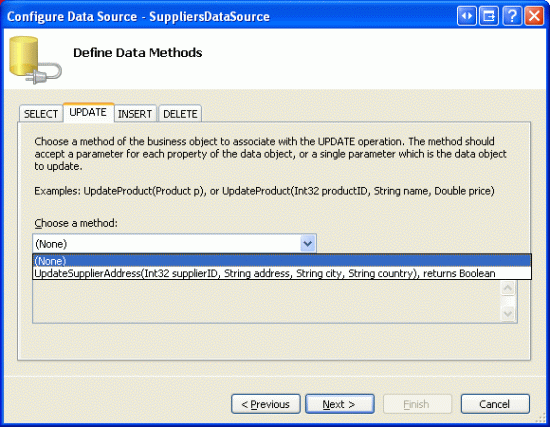 Configure Data Source - SuppliersDataSource
Define Data Methods
SELECT UPDATE INSERT DELETE
Choose a method of the business object to associate with the UPDATE operation. The method should
accept a parameter for each property of the data object, or a single parameter which is the data object
to update.
Examples: UpdateProduct(Product p), or UpdateProduct(Int32 productID, String name, Double price)
Choose a method:
(None)
(None)
UpdateSupplierAddress(Int32 supplierID, String address, String city, String country), returns Boolean
< Previous Next > Finish Cancel